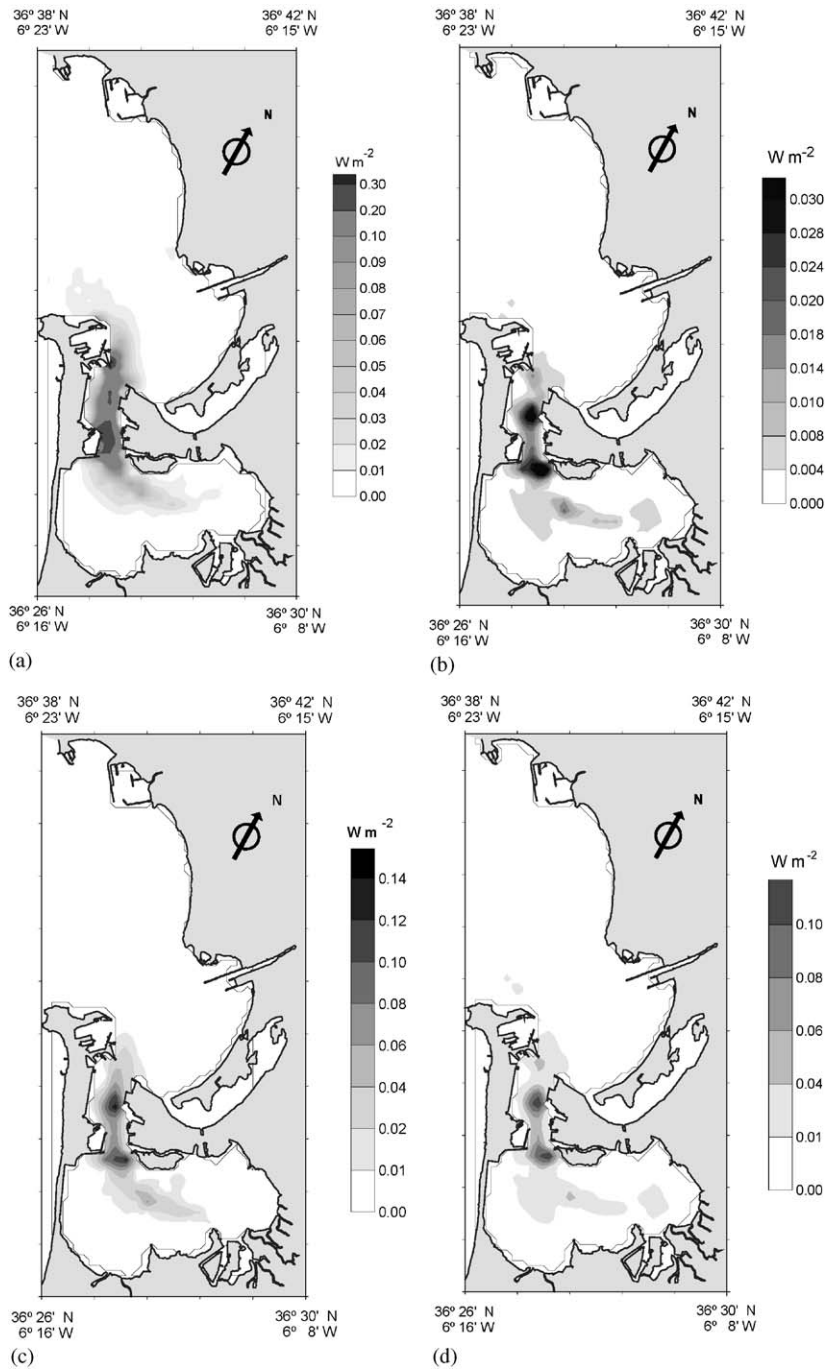 36º 38' N 36º 42' N
6º 23' W 6º 15' W
N
W m -2
0.30
0.20
0.10
0.09
0.08
0.07
0.06
0.05
0.04
0.03
0.02
0.01
0.00
36º 26' N 36º 30' N
6º 16' W 6º 8' W
(a)
36º 38' N 36º 42' N
6º 23' W 6º 15' W
N
W m -2
0.030
0.028
0.024
0.020
0.018
0.014
0.010
0.008
0.004
0.000
36º 26' N 36º 30' N
6º 16' W 6º 8' W
(b)
36º 38' N 36º 42' N
6º 23' W 6º 15' W
N
W m -2
0.14
0.12
0.10
0.08
0.06
0.04
0.02
0.01
0.00
36º 26' N 36º 30' N
6º 16' W 6º 8' W
(c)
36º 38' N 36º 42' N
6º 23' W 6º 15' W
N
W m -2
0.10
0.08
0.06
0.04
0.01
0.00
36º 26' N 36º 30' N
6º 16' W 6º 8' W
(d)